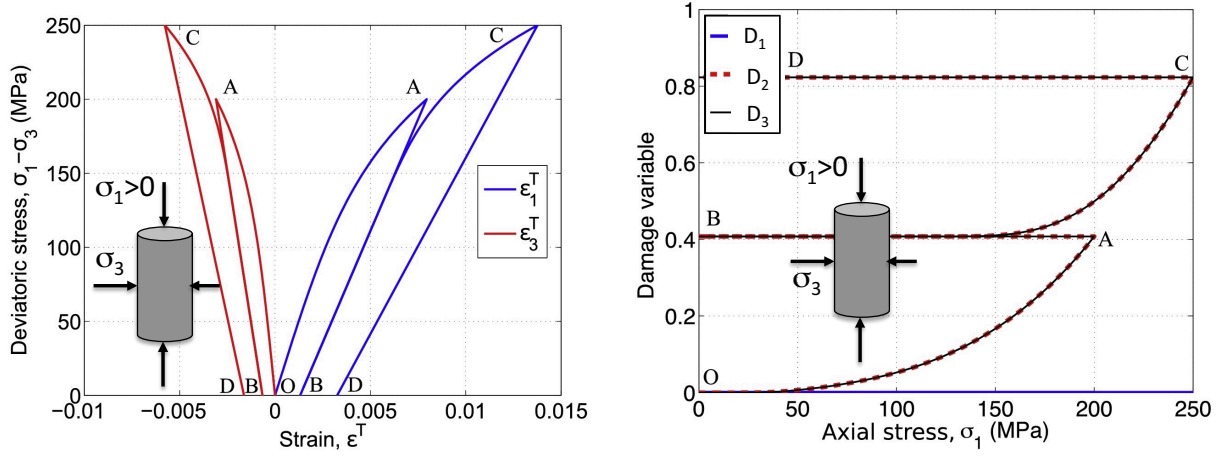 250
200
150
100
50
0
Deviatoric stress, σ₁−σ₃ (MPa)
C C
A A
σ₁>0
σ₃
ε₁ᵀ
ε₃ᵀ
D B O B D
−0.01 −0.005 0 0.005 0.01 0.015
Strain, εᵀ
1
0.8
0.6
0.4
0.2
0
Damage variable
D₁
D₂
D₃
D C
σ₁>0
B A
σ₃
O
0 50 100 150 200 250
Axial stress, σ₁ (MPa)